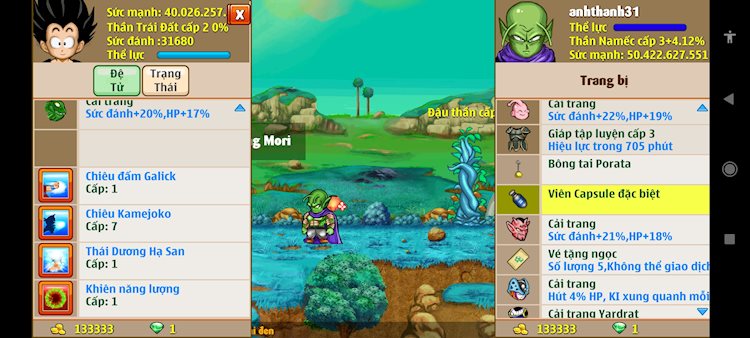 Sức mạnh: 40.026.257.
Thần Trái Đất cấp 2 0%
Sức đánh :31680
Thể lực
X
Đệ
Tử
Trạng
Thái
Cải trang
Sức đánh+20%,HP+17%
Chiêu đấm Galick
Cấp: 1
Chiêu Kamejoko
Cấp: 7
Thái Dương Hạ San
Cấp: 1
Khiên năng lượng
Cấp: 1
133333
1
Đậu thần cấp
g Mori
i đen
anhthanh31
Thể lực
Thần Namếc cấp 3+4.12%
Sức mạnh: 50.422.627.551
Trang bị
Cải trang
Sức đánh+22%,HP+19%
Giáp tập luyện cấp 3
Hiệu lực trong 705 phút
Bông tai Porata
Viên Capsule đặc biệt
Cải trang
Sức đánh+21%,HP+18%
Vé tặng ngọc
Số lượng 5,Không thể giao dịch
Cải trang
Hút 4% HP, KI xung quanh mỗi
Cải trang Yardrat
133333
1